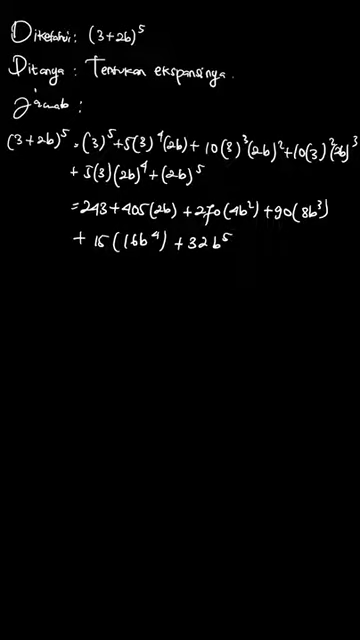 Diketahui: (3+2b)^5
Ditanya: Tentukan ekspansinya.
Jawab:
(3+2b)^5 = (3)^5 + 5(3)^4(2b) + 10(3)^3(2b)^2 + 10(3)^2(2b)^3
+ 5(3)(2b)^4 + (2b)^5
= 243 + 405(2b) + 270(4b^2) + 90(8b^3)
+ 15(16b^4) + 32b^5